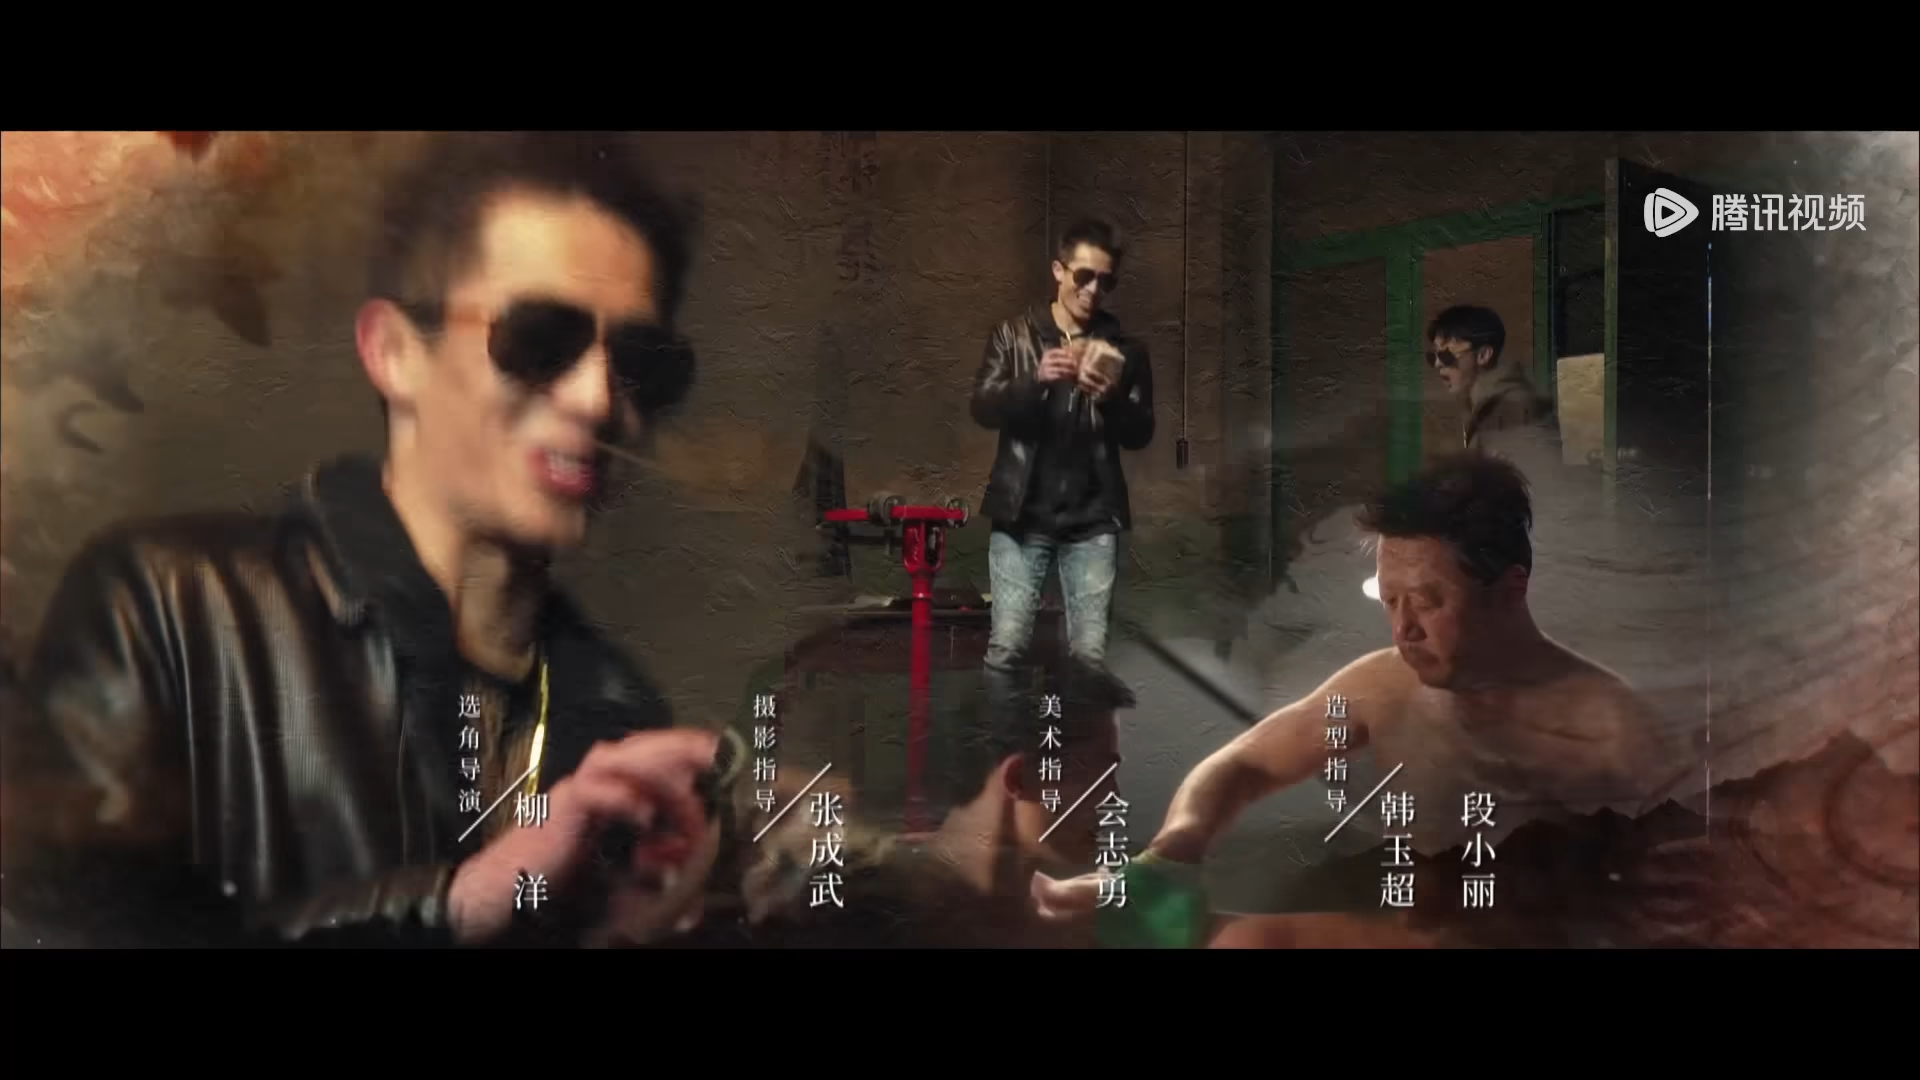 腾讯视频
选角导演
柳洋
摄影指导
张成武
美术指导
会志勇
造型指导
韩玉超
段小丽